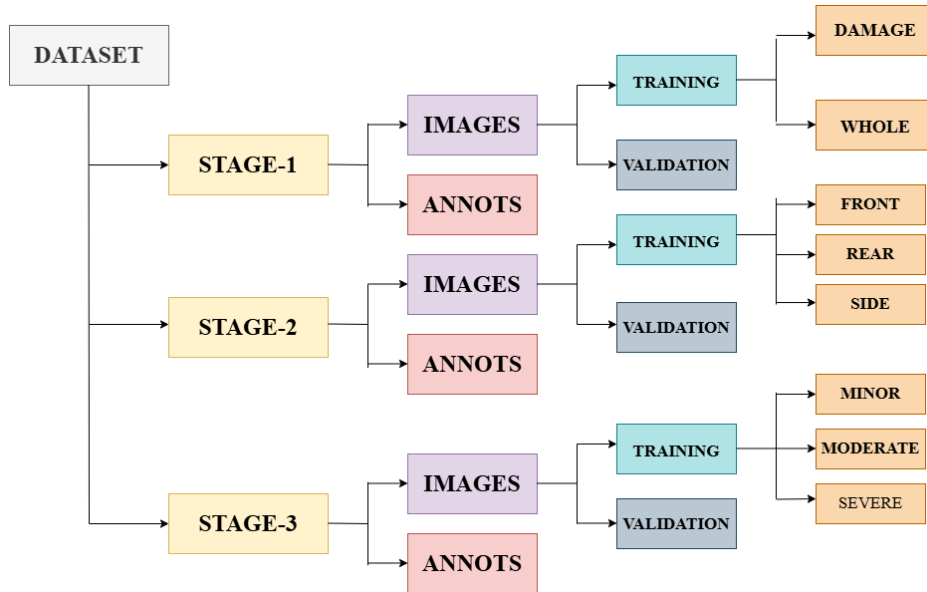 DATASET
STAGE-1
IMAGES
TRAINING
DAMAGE
WHOLE
VALIDATION
ANNOTS
STAGE-2
IMAGES
TRAINING
FRONT
REAR
SIDE
VALIDATION
ANNOTS
STAGE-3
IMAGES
TRAINING
MINOR
MODERATE
SEVERE
VALIDATION
ANNOTS